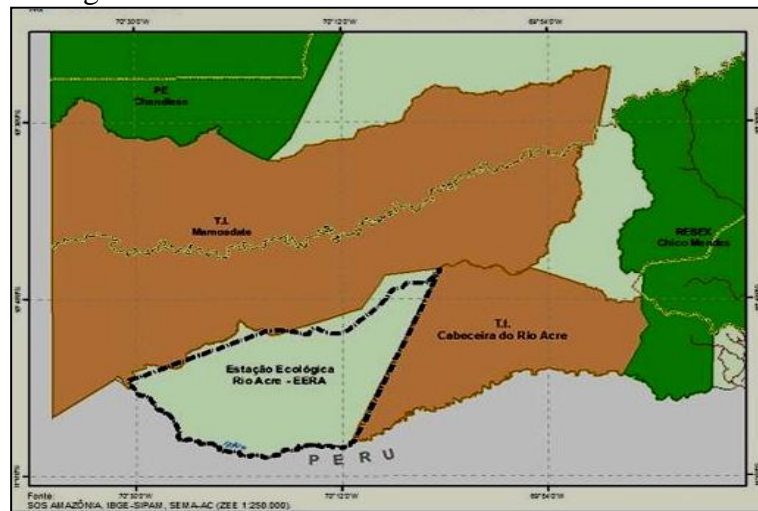 70°30'0"W 70°12'0"W 69°54'0"W
PE
Chandless
T.I.
Mamoadate
RESEX
Chico Mendes
T.I.
Cabeceira do Rio Acre
Estação Ecológica
Rio Acre - EERA
PERU
70°30'0"W 70°12'0"W 69°54'0"W
Fonte:
SOS AMAZÔNIA, IBGE-SIPAM, SEMA-AC (ZEE 1:250.000).